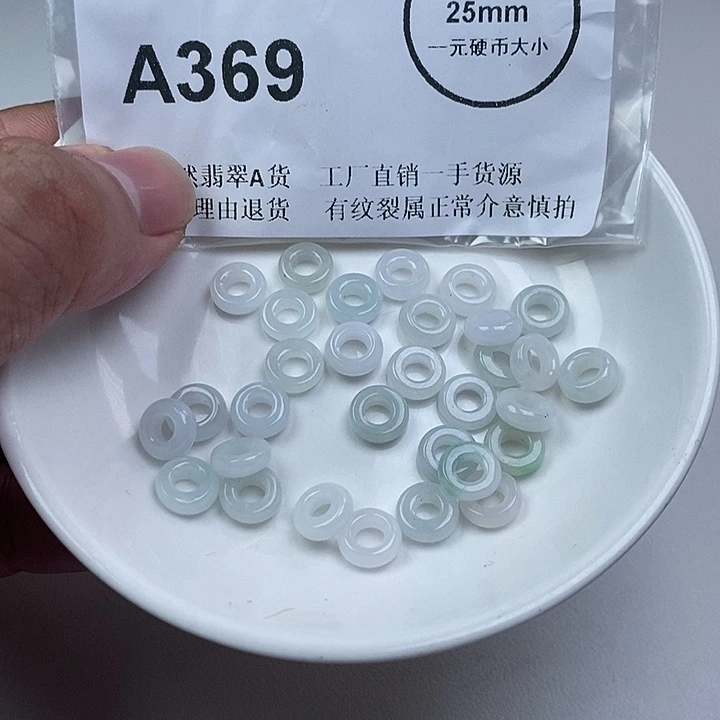 25mm
一元硬币大小
A369
翡翠A货 工厂直销一手货源
理由退货 有纹裂属正常介意慎拍